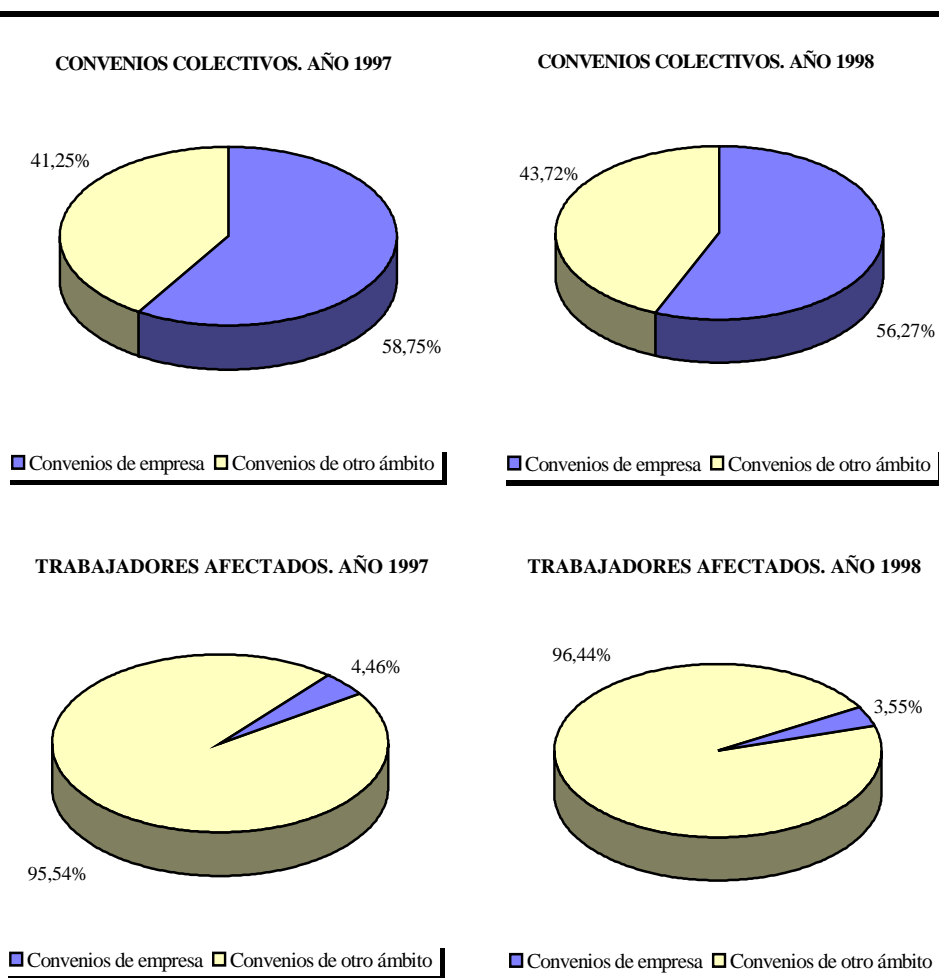 CONVENIOS COLECTIVOS. AÑO 1997
41,25%
58,75%
Convenios de empresa Convenios de otro ámbito
CONVENIOS COLECTIVOS. AÑO 1998
43,72%
56,27%
Convenios de empresa Convenios de otro ámbito
TRABAJADORES AFECTADOS. AÑO 1997
4,46%
95,54%
Convenios de empresa Convenios de otro ámbito
TRABAJADORES AFECTADOS. AÑO 1998
96,44%
3,55%
Convenios de empresa Convenios de otro ámbito